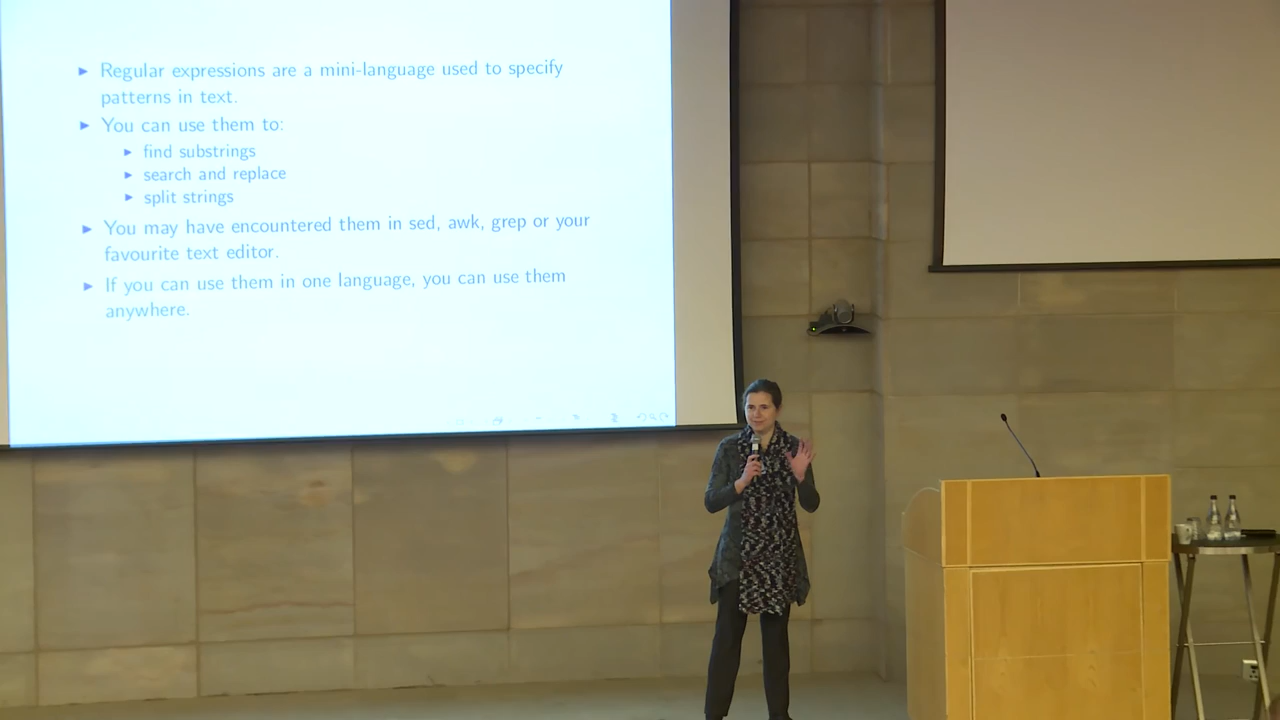 Regular expressions are a mini-language used to specify
patterns in text.
You can use them to:
find substrings
search and replace
split strings
You may have encountered them in sed, awk, grep or your
favourite text editor.
If you can use them in one language, you can use them
anywhere.